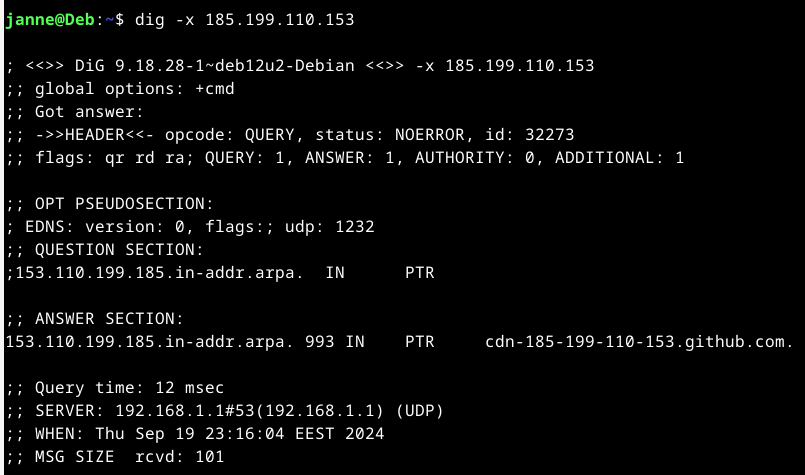 janne@Deb:~$ dig -x 185.199.110.153

; <<>> DiG 9.18.28-1~deb12u2-Debian <<>> -x 185.199.110.153
;; global options: +cmd
;; Got answer:
;; ->>HEADER<<- opcode: QUERY, status: NOERROR, id: 32273
;; flags: qr rd ra; QUERY: 1, ANSWER: 1, AUTHORITY: 0, ADDITIONAL: 1

;; OPT PSEUDOSECTION:
; EDNS: version: 0, flags:; udp: 1232
;; QUESTION SECTION:
;153.110.199.185.in-addr.arpa.  IN      PTR

;; ANSWER SECTION:
153.110.199.185.in-addr.arpa. 993 IN    PTR     cdn-185-199-110-153.github.com.

;; Query time: 12 msec
;; SERVER: 192.168.1.1#53(192.168.1.1) (UDP)
;; WHEN: Thu Sep 19 23:16:04 EEST 2024
;; MSG SIZE  rcvd: 101